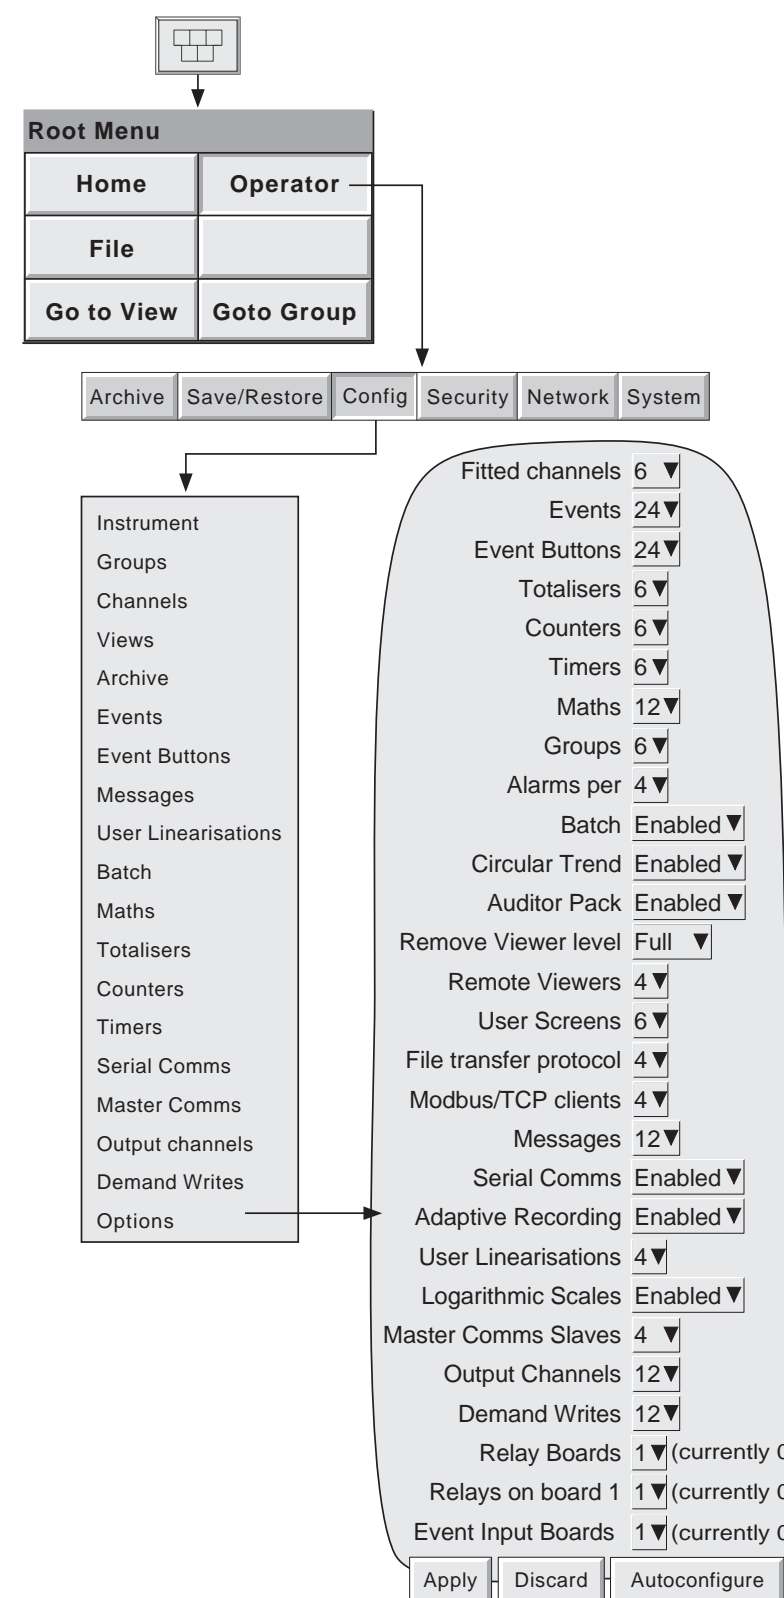 Root Menu
Home Operator
File
Go to View Goto Group
Archive Save/Restore Config Security Network System
Instrument
Groups
Channels
Views
Archive
Events
Event Buttons
Messages
User Linearisations
Batch
Maths
Totalisers
Counters
Timers
Serial Comms
Master Comms
Output channels
Demand Writes
Options
Fitted channels 6
Events 24
Event Buttons 24
Totalisers 6
Counters 6
Timers 6
Maths 12
Groups 6
Alarms per 4
Batch Enabled
Circular Trend Enabled
Auditor Pack Enabled
Remove Viewer level Full
Remote Viewers 4
User Screens 6
File transfer protocol 4
Modbus/TCP clients 4
Messages 12
Serial Comms Enabled
Adaptive Recording Enabled
User Linearisations 4
Logarithmic Scales Enabled
Master Comms Slaves 4
Output Channels 12
Demand Writes 12
Relay Boards 1 (currently
Relays on board 1 1 (currently
Event Input Boards 1 (currently
Apply Discard Autoconfigure